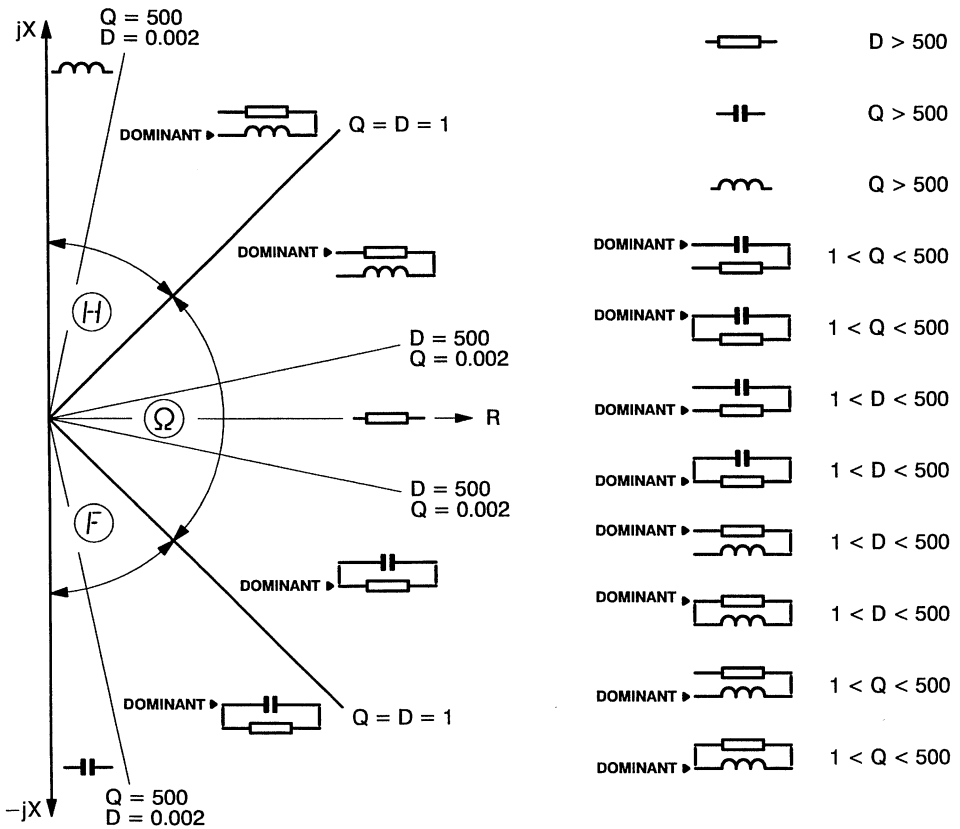 jX
Q = 500
D = 0.002
DOMINANT
Q = D = 1
DOMINANT
H
D = 500
Q = 0.002
Ω
R
D = 500
Q = 0.002
F
DOMINANT
DOMINANT
Q = D = 1
−jX
Q = 500
D = 0.002
D > 500
Q > 500
Q > 500
DOMINANT 1 < Q < 500
DOMINANT 1 < Q < 500
DOMINANT 1 < D < 500
DOMINANT 1 < D < 500
DOMINANT 1 < D < 500
DOMINANT 1 < D < 500
DOMINANT 1 < Q < 500
DOMINANT 1 < Q < 500